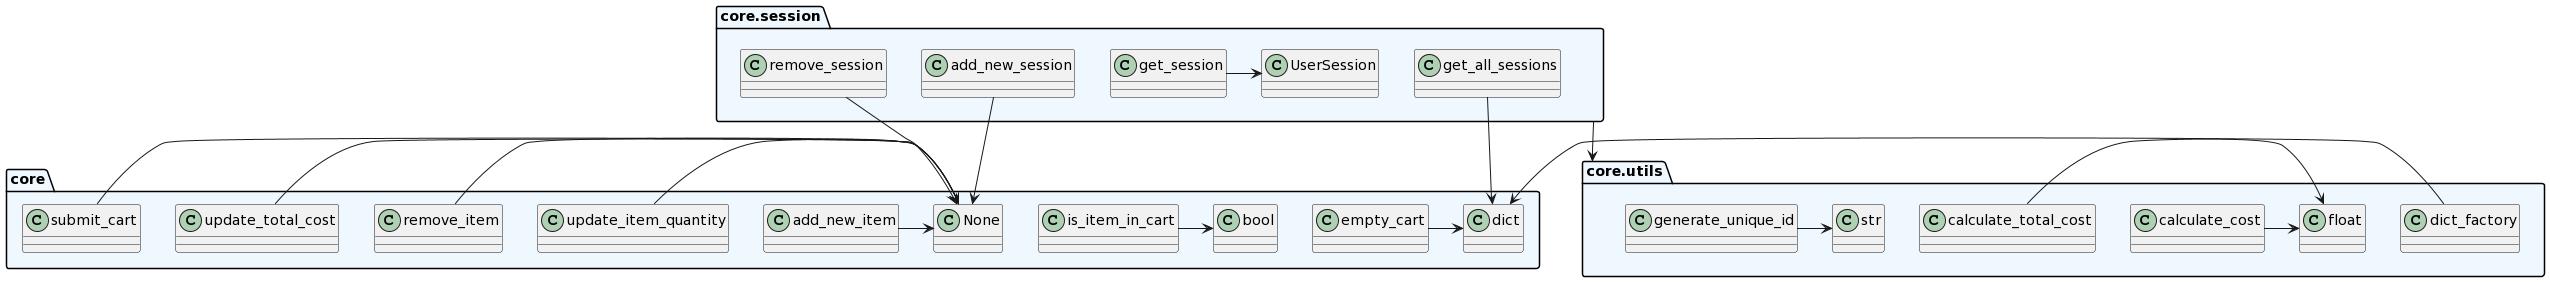 core.session
C remove_session
C add_new_session
C get_session
C UserSession
C get_all_sessions
core
C submit_cart
C update_total_cost
C remove_item
C update_item_quantity
C add_new_item
C None
C is_item_in_cart
C bool
C empty_cart
C dict
core.utils
C generate_unique_id
C str
C calculate_total_cost
C calculate_cost
C float
C dict_factory